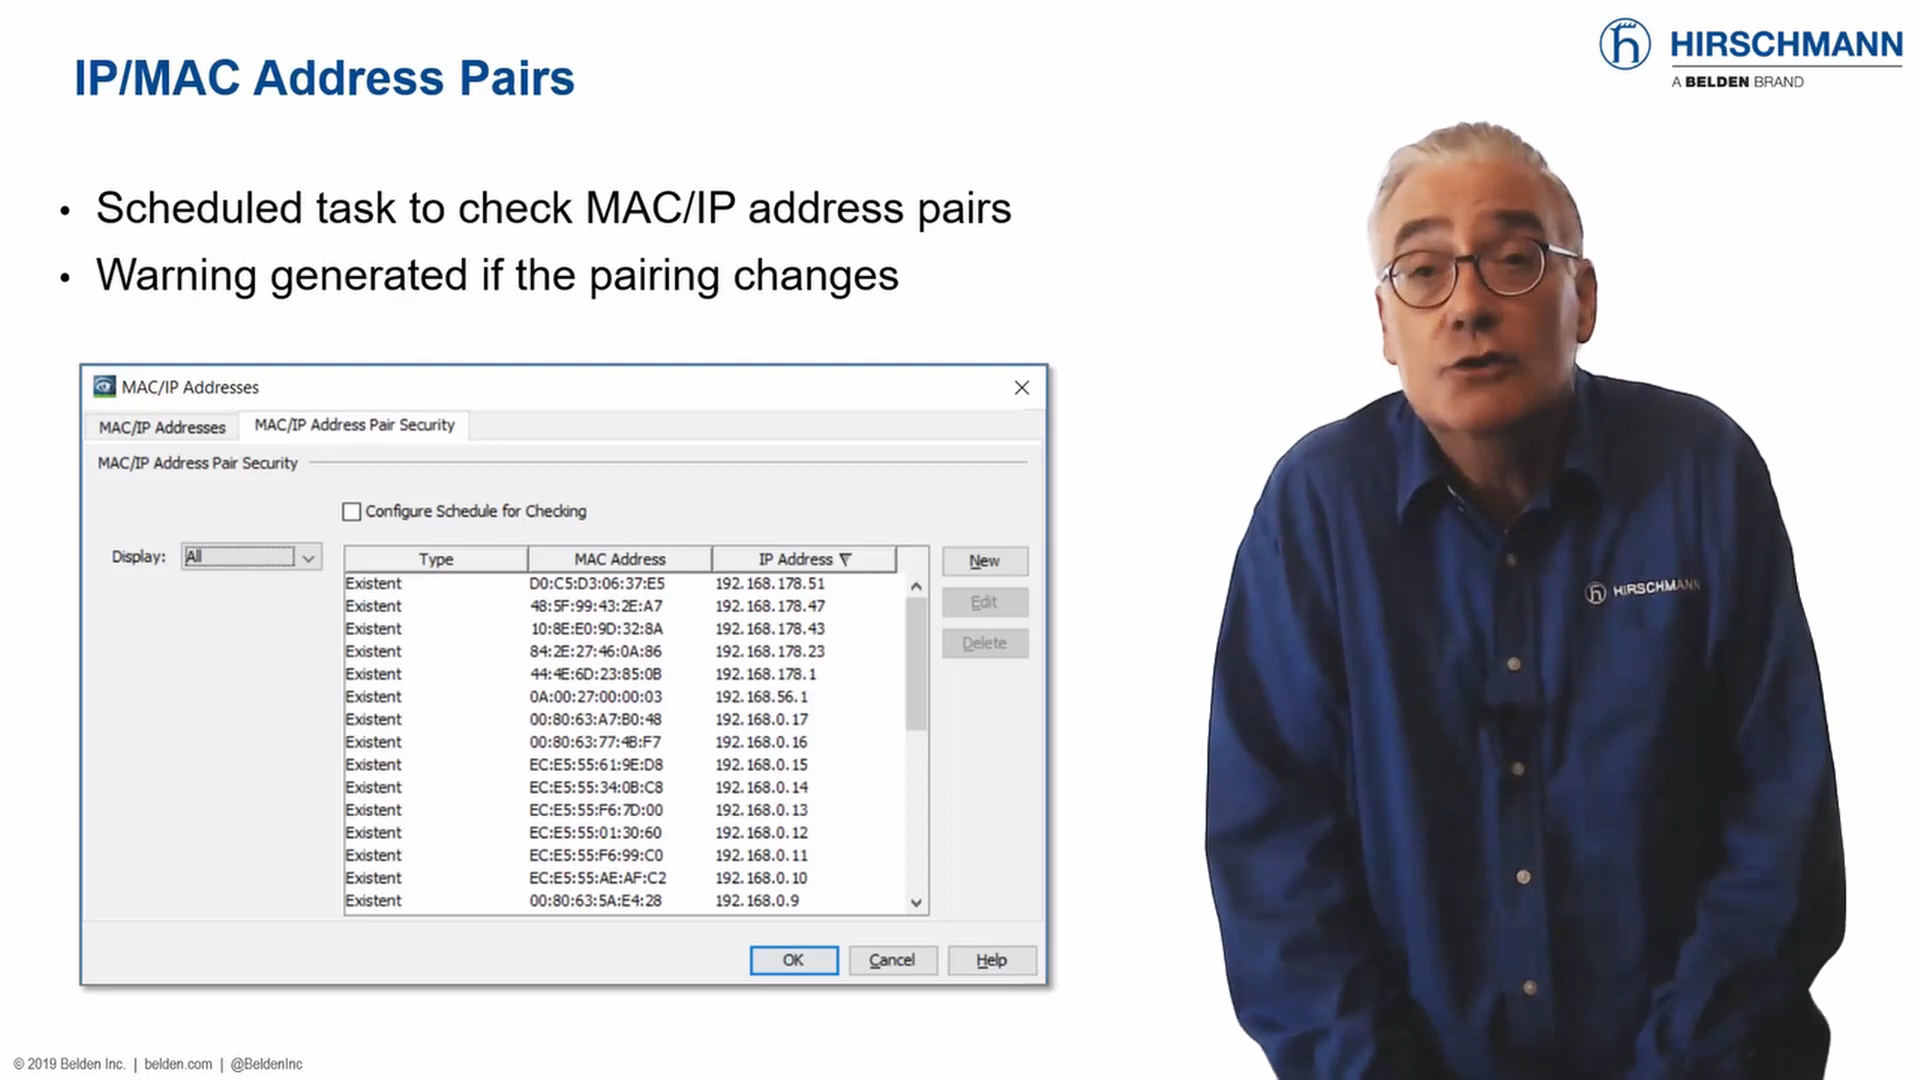 IP/MAC Address Pairs
HIRSCHMANN
A BELDEN BRAND
• Scheduled task to check MAC/IP address pairs
• Warning generated if the pairing changes
MAC/IP Addresses
MAC/IP Addresses MAC/IP Address Pair Security
MAC/IP Address Pair Security
Configure Schedule for Checking
Display: All
Type MAC Address IP Address
Existent D0:C5:D3:06:37:E5 192.168.178.51
Existent 48:5F:99:43:2E:A7 192.168.178.47
Existent 10:8E:E0:9D:32:8A 192.168.178.43
Existent 84:2E:27:46:0A:86 192.168.178.23
Existent 44:4E:6D:23:85:0B 192.168.178.1
Existent 0A:00:27:00:00:03 192.168.56.1
Existent 00:80:63:A7:B0:48 192.168.0.17
Existent 00:80:63:77:4B:F7 192.168.0.16
Existent EC:E5:55:61:9E:D8 192.168.0.15
Existent EC:E5:55:34:0B:C8 192.168.0.14
Existent EC:E5:55:F6:7D:00 192.168.0.13
Existent EC:E5:55:01:30:60 192.168.0.12
Existent EC:E5:55:F6:99:C0 192.168.0.11
Existent EC:E5:55:AE:AF:C2 192.168.0.10
Existent 00:80:63:5A:E4:28 192.168.0.9
New
Edit
Delete
OK Cancel Help
HIRSCHMANN
© 2019 Belden Inc. | belden.com | @BeldenInc